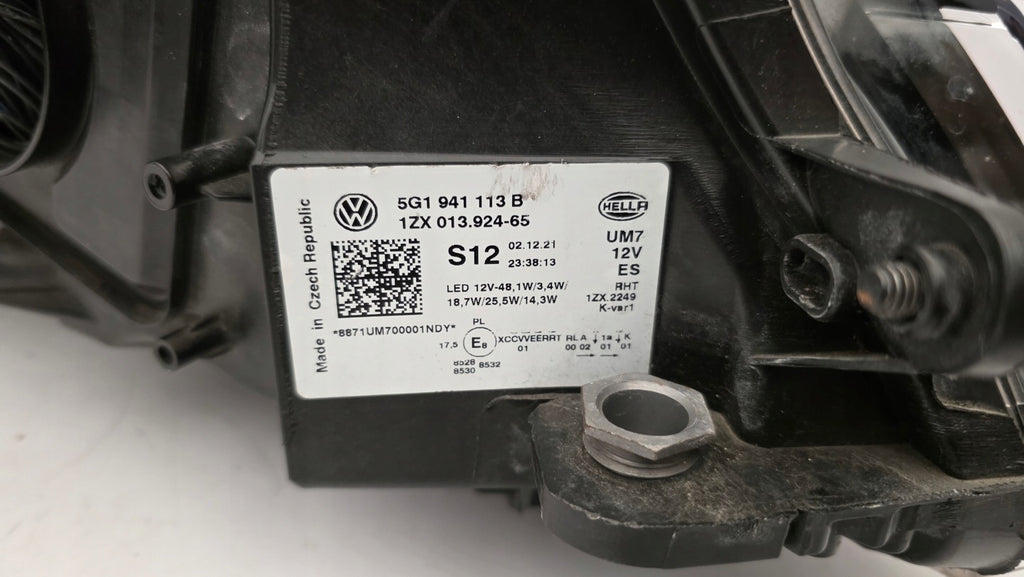 Made in Czech Republic
5G1 941 113 B
1ZX 013.924-65
HELLA
S12
02.12.21
23:38:13
UM7
12V
ES
RHT
1ZX.2249
K-var1
LED 12V-48,1W/3,4W/
18,7W/25,5W/14,3W
*8871UM700001NDY*
PL
17,5 E8 XCCVVEERRT RL A ↓1a↓K
01 00 02 01 01
8528
8530 8532